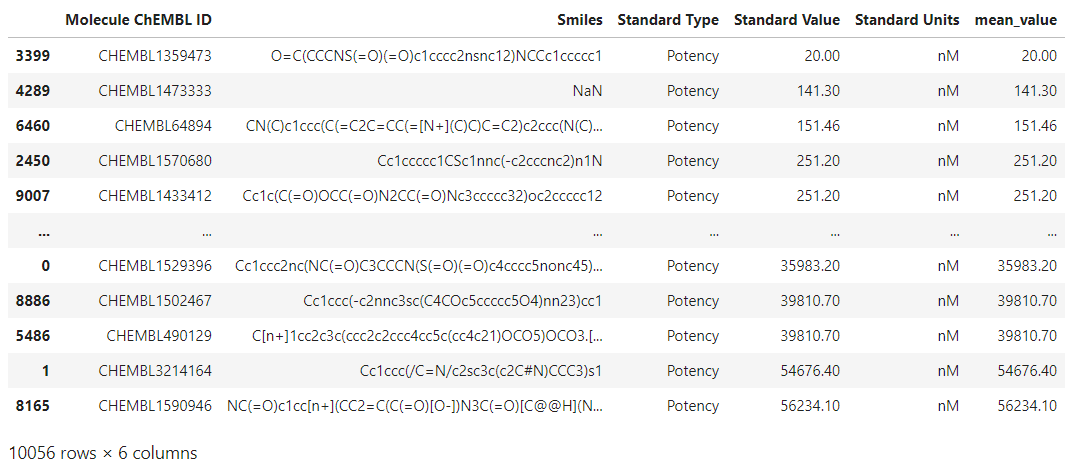 Molecule ChEMBL ID Smiles Standard Type Standard Value Standard Units mean_value
3399 CHEMBL1359473 O=C(CCCNS(=O)(=O)c1cccc2nsnc12)NCCc1ccccc1 Potency 20.00 nM 20.00
4289 CHEMBL1473333 NaN Potency 141.30 nM 141.30
6460 CHEMBL64894 CN(C)c1ccc(C(=C2C=CC(=[N+](C)C)C=C2)c2ccc(N(C)... Potency 151.46 nM 151.46
2450 CHEMBL1570680 Cc1ccccc1CSc1nnc(-c2cccnc2)n1N Potency 251.20 nM 251.20
9007 CHEMBL1433412 Cc1c(C(=O)OCC(=O)N2CC(=O)Nc3ccccc32)oc2ccccc12 Potency 251.20 nM 251.20
... ... ... ... ... ... ...
0 CHEMBL1529396 Cc1ccc2nc(NC(=O)C3CCCN(S(=O)(=O)c4cccc5nonc45)... Potency 35983.20 nM 35983.20
8886 CHEMBL1502467 Cc1ccc(-c2nnc3sc(C4COc5ccccc5O4)nn23)cc1 Potency 39810.70 nM 39810.70
5486 CHEMBL490129 C[n+]1cc2c3c(ccc2c2ccc4cc5c(cc4c21)OCO5)OCO3.[... Potency 39810.70 nM 39810.70
1 CHEMBL3214164 Cc1ccc(/C=N/c2sc3c(c2C#N)CCC3)s1 Potency 54676.40 nM 54676.40
8165 CHEMBL1590946 NC(=O)c1cc[n+](CC2=C(C(=O)[O-])N3C(=O)[C@@H](N... Potency 56234.10 nM 56234.10
10056 rows × 6 columns